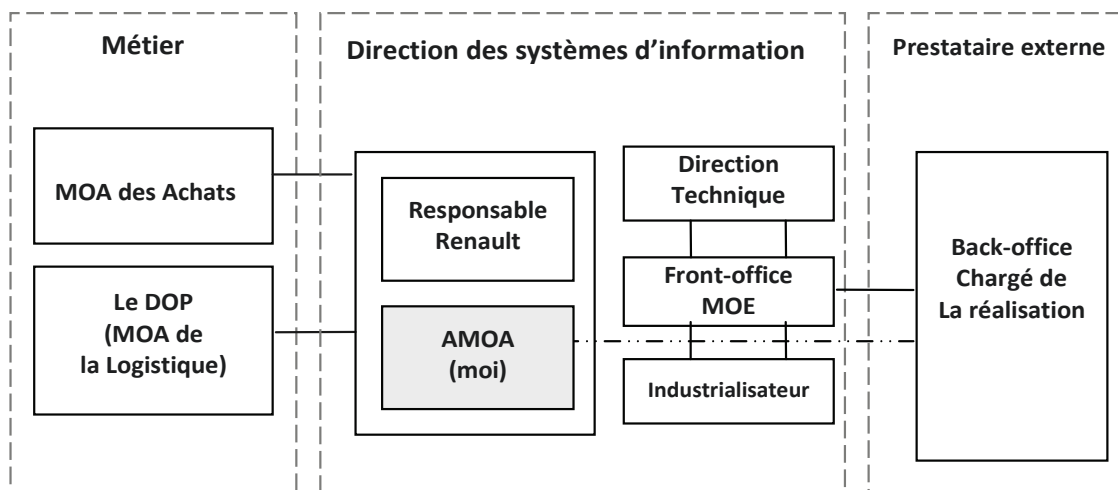 Métier
MOA des Achats
Le DOP
(MOA de
la Logistique)
Direction des systèmes d’information
Responsable
Renault
AMOA
(moi)
Direction
Technique
Front-office
MOE
Industrialisateur
Prestataire externe
Back-office
Chargé de
La réalisation